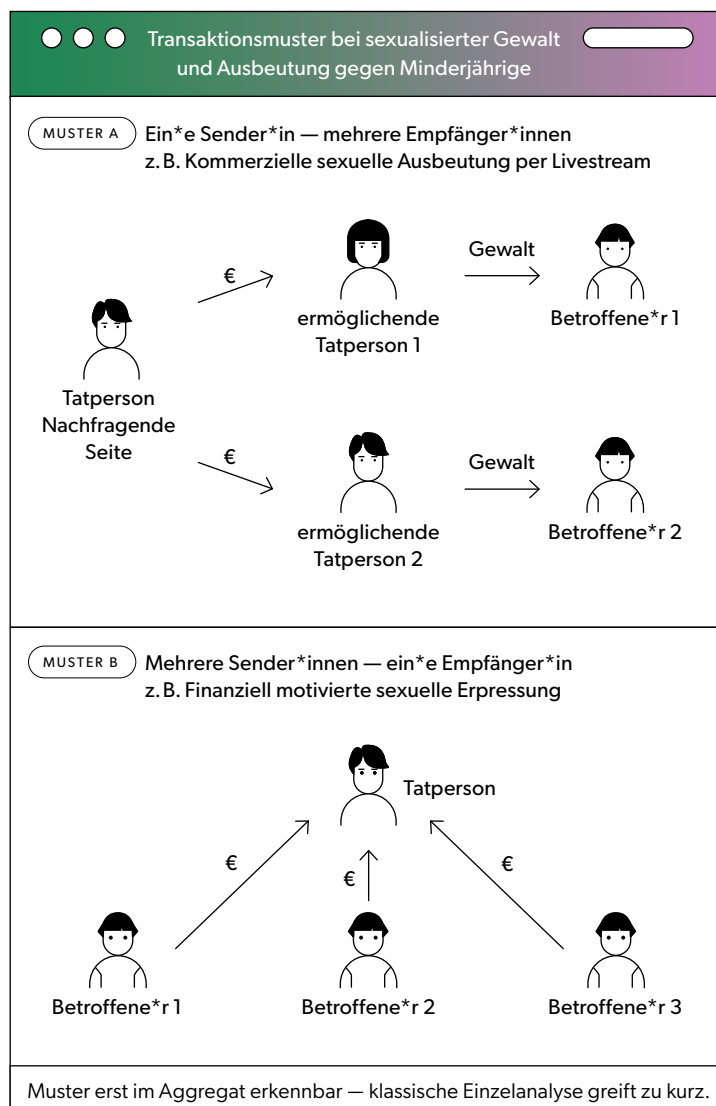 Transaktionsmuster bei sexualisierter Gewalt
und Ausbeutung gegen Minderjährige
MUSTER A
Ein*e Sender*in — mehrere Empfänger*innen
z. B. Kommerzielle sexuelle Ausbeutung per Livestream
€
Gewalt
ermöglichende
Tatperson 1
Betroffene*r 1
Tatperson
Nachfragende
Seite
€
Gewalt
ermöglichende
Tatperson 2
Betroffene*r 2
MUSTER B
Mehrere Sender*innen — ein*e Empfänger*in
z. B. Finanziell motivierte sexuelle Erpressung
Tatperson
€
€
€
Betroffene*r 1
Betroffene*r 2
Betroffene*r 3
Muster erst im Aggregat erkennbar — klassische Einzelanalyse greift zu kurz.